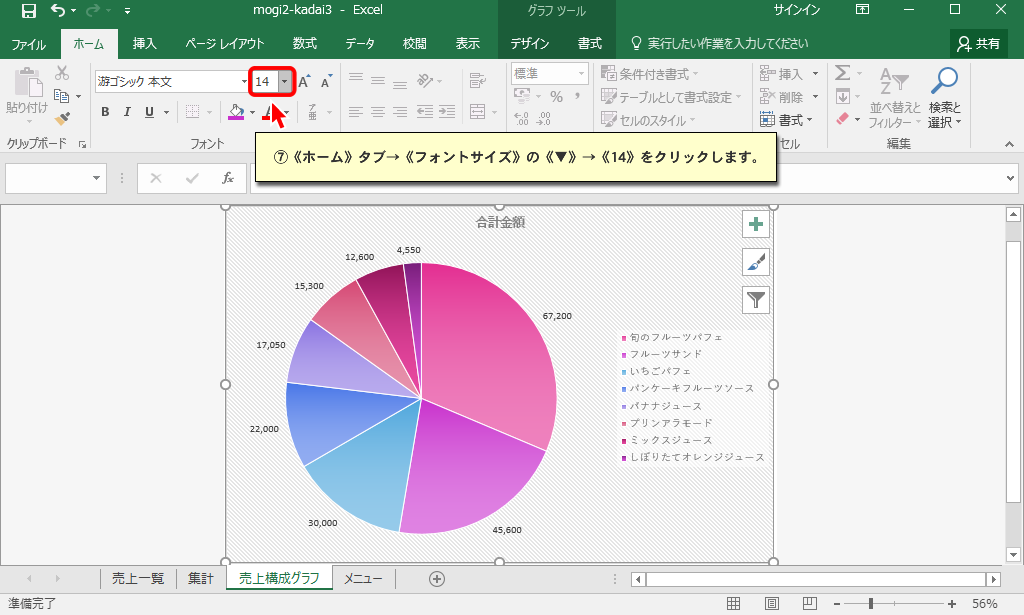 mogi2-kadai3 - Excel
グラフ ツール
サインイン
ファイル
ホーム
挿入
ページ レイアウト
数式
データ
校閲
表示
デザイン
書式
実行したい作業を入力してください
共有
貼り付け
クリップボード
游ゴシック 本文
14
B I U
フォント
標準
条件付き書式
テーブルとして書式設定
セルのスタイル
挿入
削除
書式
セル
並べ替えと
フィルター
検索と
選択
編集
⑦《ホーム》タブ→《フォントサイズ》の《▼》→《14》をクリックします。
fx
合計金額
4,550
12,600
15,300
67,200
17,050
22,000
30,000
45,600
旬のフルーツパフェ
フルーツサンド
いちごパフェ
パンケーキフルーツソース
バナナジュース
プリンアラモード
ミックスジュース
しぼりたてオレンジジュース
売上一覧
集計
売上構成グラフ
メニュー
準備完了
56%